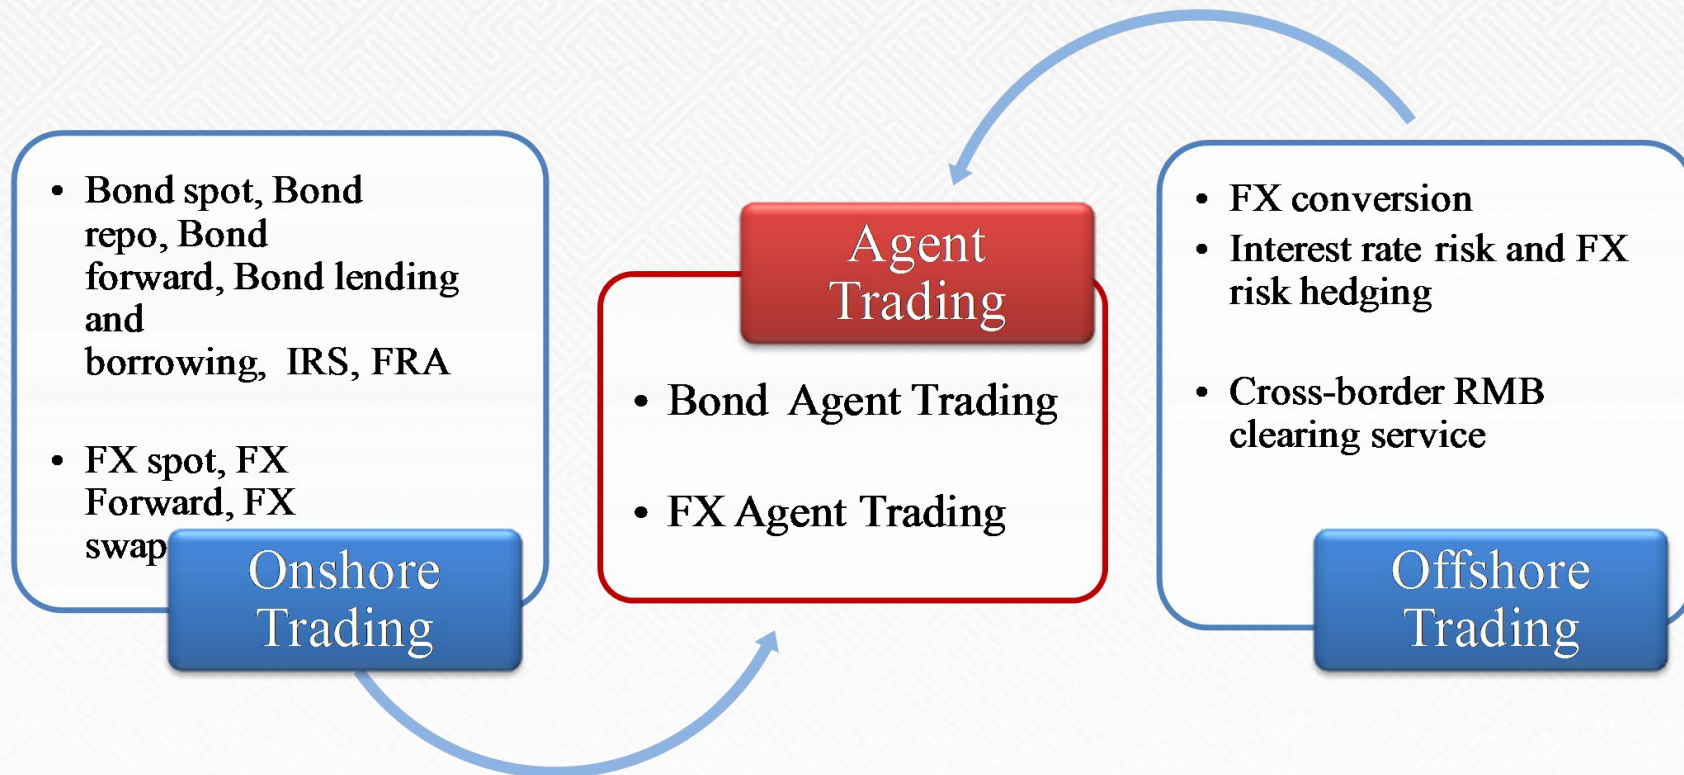 • Bond spot, Bond
repo, Bond
forward, Bond lending
and
borrowing, IRS, FRA
• FX spot, FX
Forward, FX
swap
Onshore
Trading
Agent
Trading
• Bond Agent Trading
• FX Agent Trading
• FX conversion
• Interest rate risk and FX
risk hedging
• Cross-border RMB
clearing service
Offshore
Trading